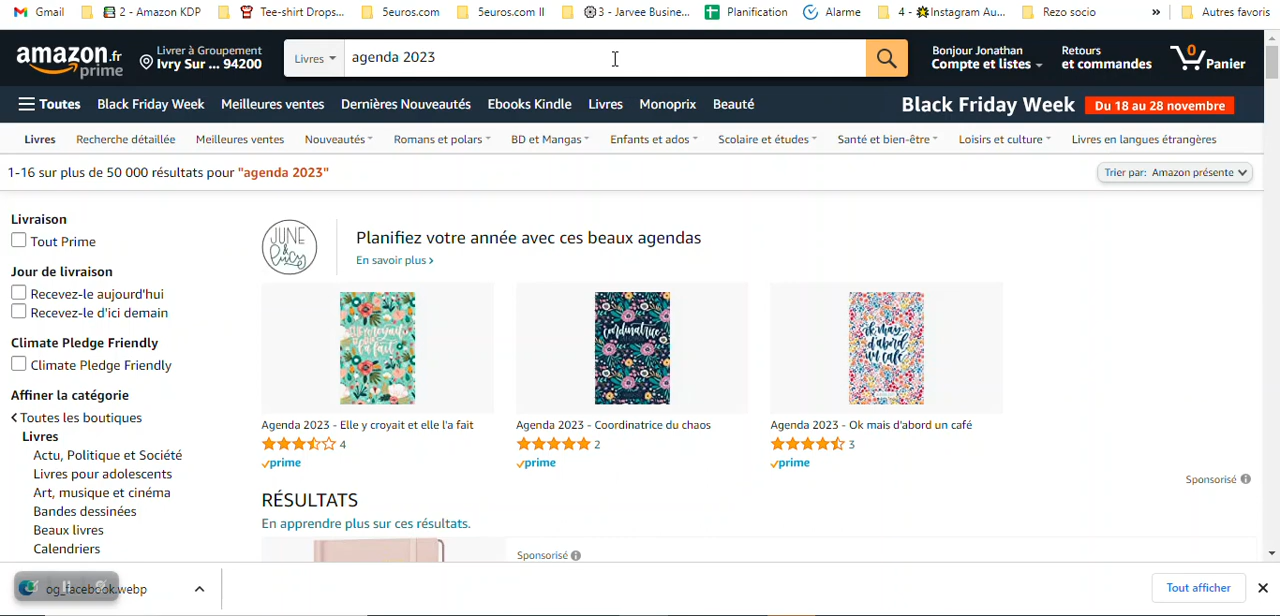 Gmail 2 - Amazon KDP Tee-shirt Drops... 5euros.com 5euros.com II 3 - Jarvee Busine... Planification Alarme 4 - Instagram Au... Rezo socio » Autres favoris
amazon.fr prime Livrer à Groupement Ivry Sur ... 94200 Livres agenda 2023 Bonjour Jonathan Compte et listes Retours et commandes 0 Panier
Toutes Black Friday Week Meilleures ventes Dernières Nouveautés Ebooks Kindle Livres Monoprix Beauté Black Friday Week Du 18 au 28 novembre
Livres Recherche détaillée Meilleures ventes Nouveautés Romans et polars BD et Mangas Enfants et ados Scolaire et études Santé et bien-être Loisirs et culture Livres en langues étrangères
1-16 sur plus de 50 000 résultats pour "agenda 2023" Trier par: Amazon présente
Livraison
Tout Prime
Jour de livraison
Recevez-le aujourd'hui
Recevez-le d'ici demain
Climate Pledge Friendly
Climate Pledge Friendly
Affiner la catégorie
Toutes les boutiques
Livres
Actu, Politique et Société
Livres pour adolescents
Art, musique et cinéma
Bandes dessinées
Beaux livres
Calendriers
JUNE & Lucy
Planifiez votre année avec ces beaux agendas
En savoir plus ›
coordinatrice
ok mais d'abord un café
Agenda 2023 - Elle y croyait et elle l'a fait
4
prime
Agenda 2023 - Coordinatrice du chaos
2
prime
Agenda 2023 - Ok mais d'abord un café
3
prime
Sponsorisé
RÉSULTATS
En apprendre plus sur ces résultats.
Sponsorisé
og_facebook.webp
Tout afficher